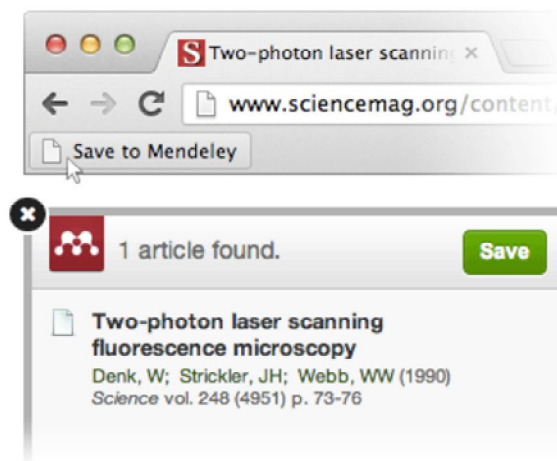 S Two-photon laser scannin
www.sciencemag.org/content/
Save to Mendeley
1 article found.
Save
Two-photon laser scanning
fluorescence microscopy
Denk, W; Strickler, JH; Webb, WW (1990)
Science vol. 248 (4951) p. 73-76